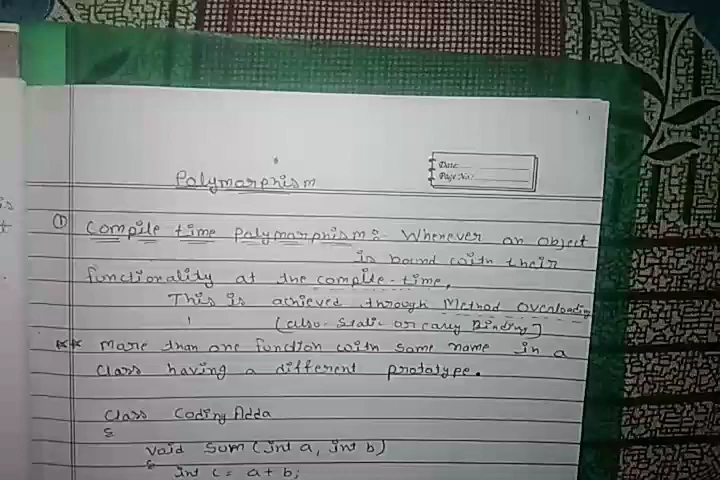 is
t
Date:
Page No.:
Polymorphism
① Compile time Polymorphism:- Whenever an object
is bound with their
functionality at the compile-time,
This is achieved through Method Overloading
(also static or early Binding)
** More than one function with same name in a
class having a different prototype.
Class Coding Adda
{
void Sum (int a, int b)
{
int c = a+b;